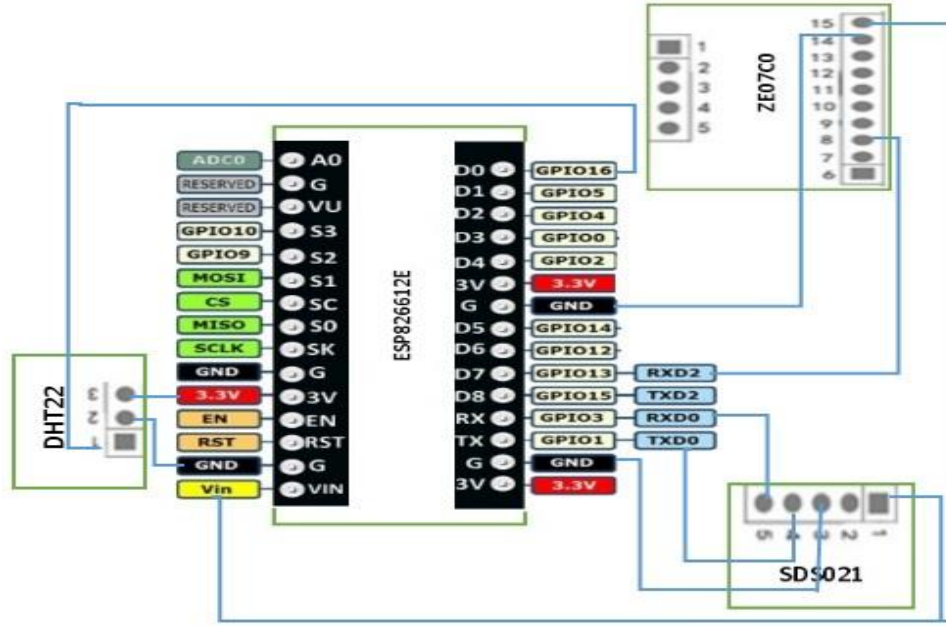 ZE07C0
1
2
3
4
5
15
14
13
12
11
10
9
8
7
6
ESP826612E
ADC0 A0
RESERVED G
RESERVED VU
GPIO10 S3
GPIO9 S2
MOSI S1
CS SC
MISO S0
SCLK SK
GND G
3.3V 3V
EN EN
RST RST
GND G
Vin VIN
D0 GPIO16
D1 GPIO5
D2 GPIO4
D3 GPIO0
D4 GPIO2
3V 3.3V
G GND
D5 GPIO14
D6 GPIO12
D7 GPIO13 RXD2
D8 GPIO15 TXD2
RX GPIO3 RXD0
TX GPIO1 TXD0
G GND
3V 3.3V
DHT22
3
2
1
5 4 3 2 1
SDS021